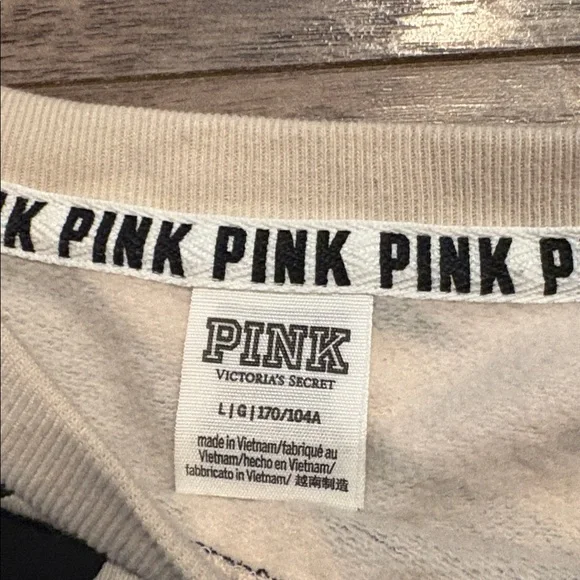 K PINK PINK PINK P
PINK
VICTORIA'S SECRET
L | G | 170/104A
made in Vietnam/fabriqué au
Vietnam/hecho en Vietnam/
fabbricato in Vietnam/ 越南制造